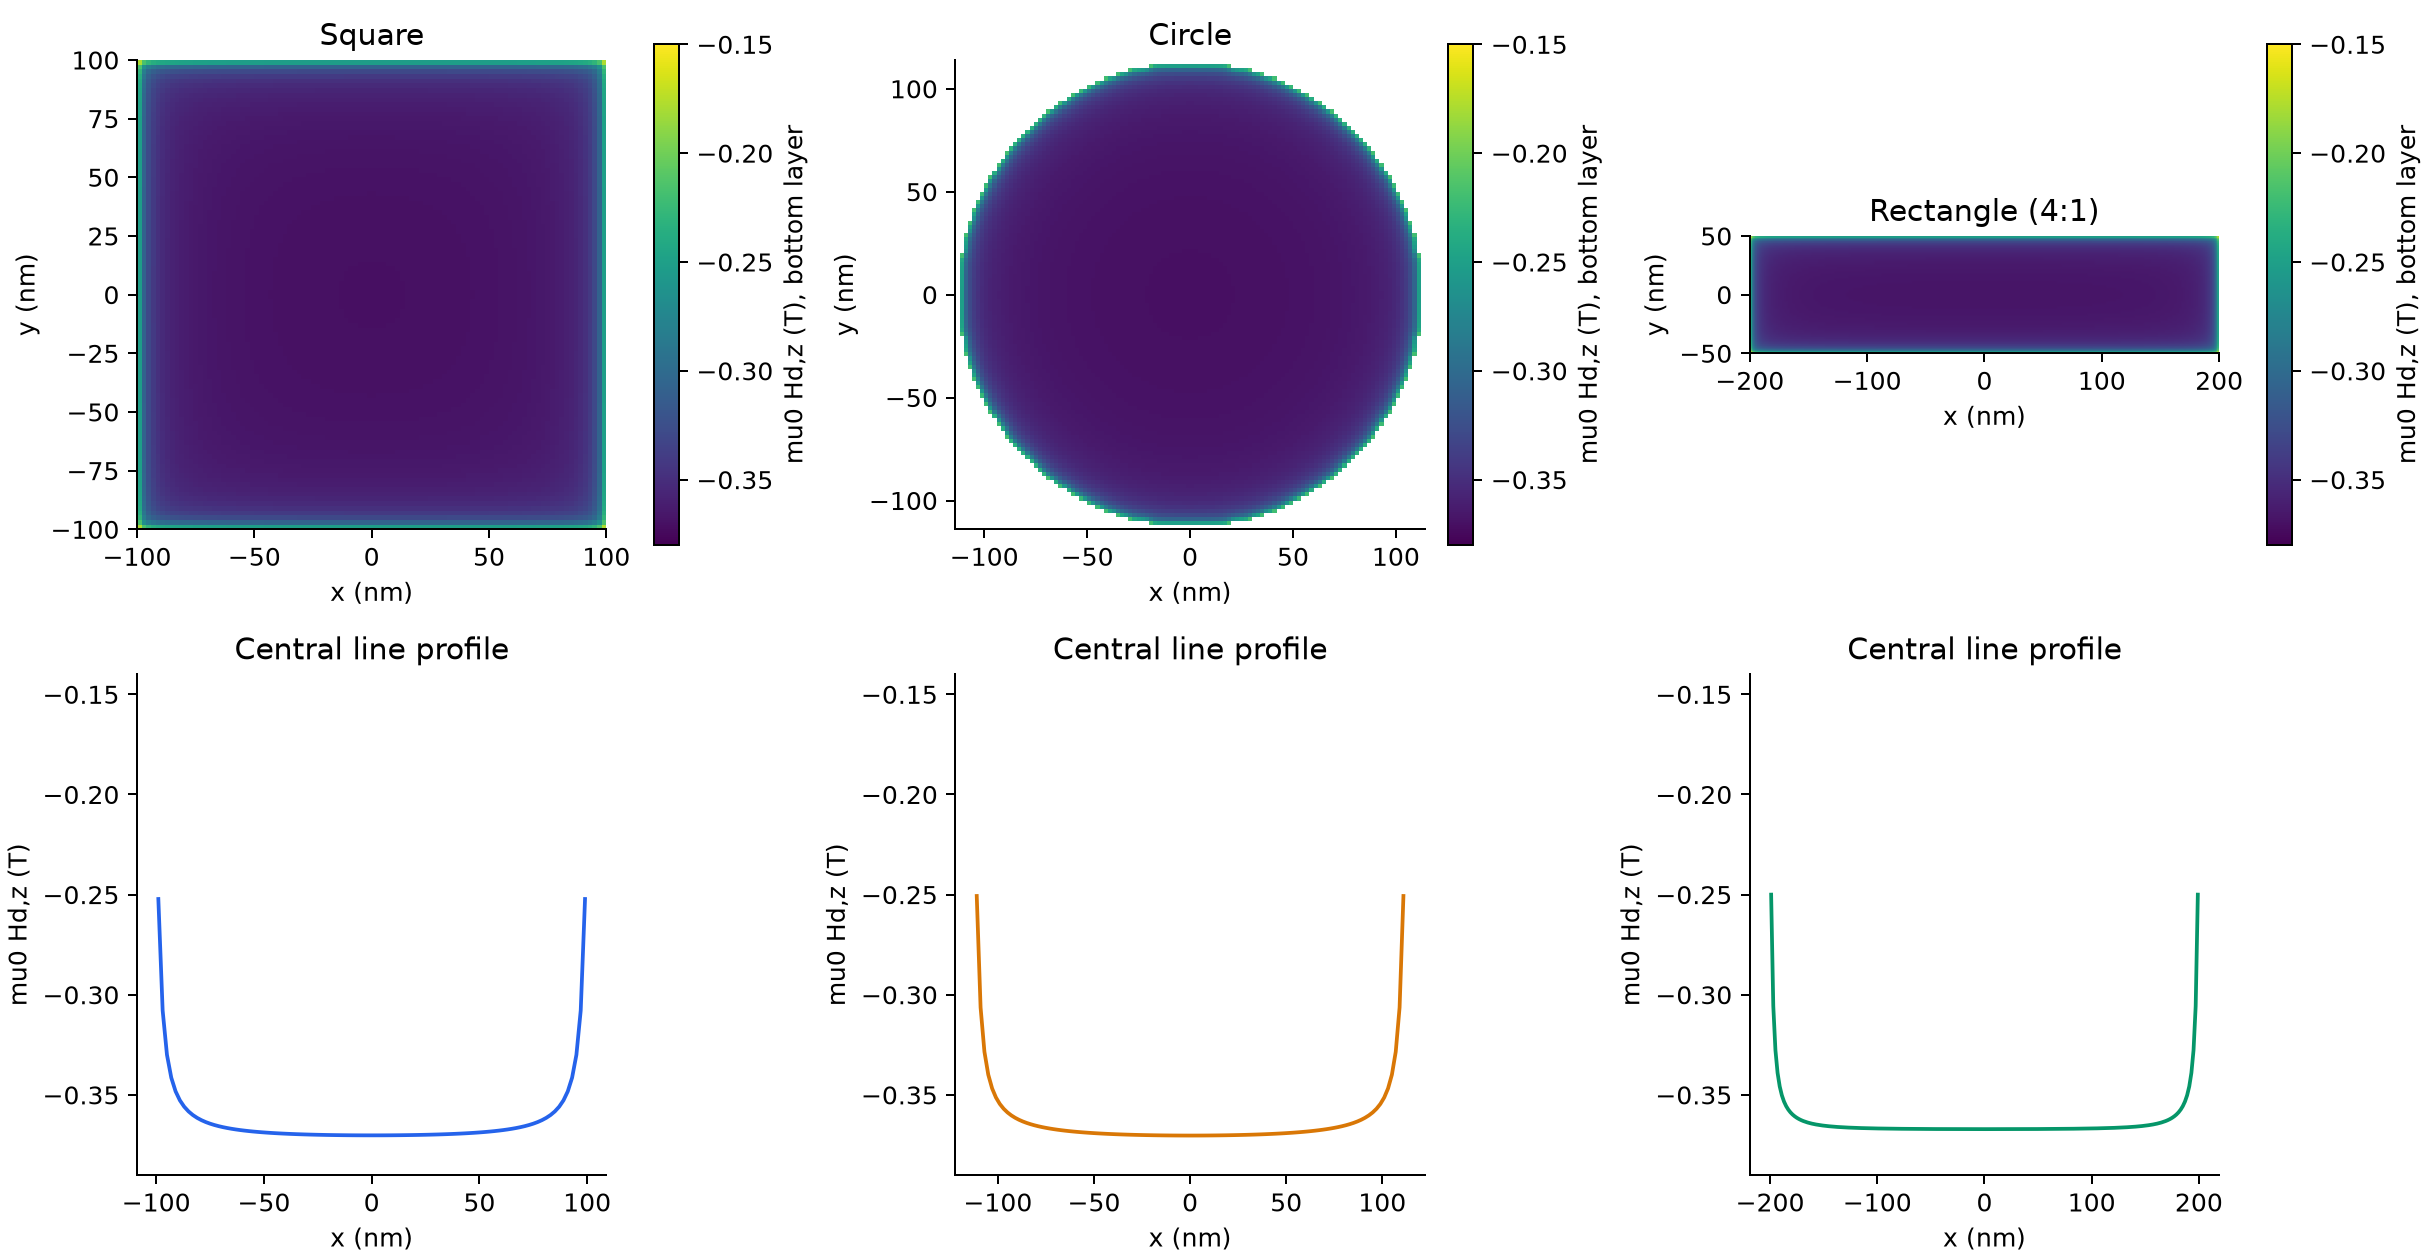 Square
100
75
50
25
0
−25
−50
−75
−100
y (nm)
−100 −50 0 50 100
x (nm)
−0.15
−0.20
−0.25
−0.30
−0.35
mu0 Hd,z (T), bottom layer
Circle
100
50
0
−50
−100
y (nm)
−100 −50 0 50 100
x (nm)
−0.15
−0.20
−0.25
−0.30
−0.35
mu0 Hd,z (T), bottom layer
Rectangle (4:1)
50
0
−50
y (nm)
−200 −100 0 100 200
x (nm)
−0.15
−0.20
−0.25
−0.30
−0.35
mu0 Hd,z (T), bottom layer
Central line profile
−0.15
−0.20
−0.25
−0.30
−0.35
mu0 Hd,z (T)
−100 −50 0 50 100
x (nm)
Central line profile
−0.15
−0.20
−0.25
−0.30
−0.35
mu0 Hd,z (T)
−100 −50 0 50 100
x (nm)
Central line profile
−0.15
−0.20
−0.25
−0.30
−0.35
mu0 Hd,z (T)
−200 −100 0 100 200
x (nm)